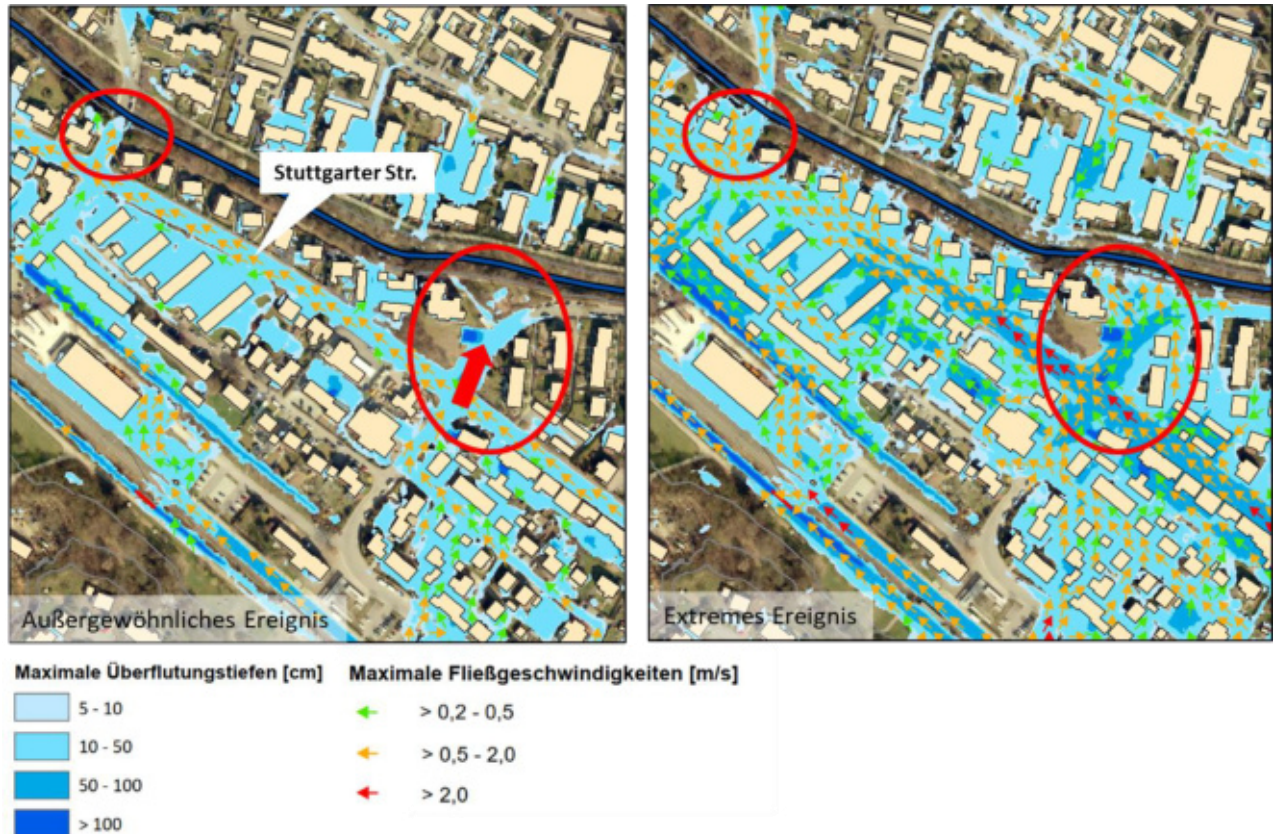 Stuttgarter Str.
Außergewöhnliches Ereignis
Extremes Ereignis
Maximale Überflutungstiefen [cm]
5 - 10
10 - 50
50 - 100
> 100
Maximale Fließgeschwindigkeiten [m/s]
> 0,2 - 0,5
> 0,5 - 2,0
> 2,0